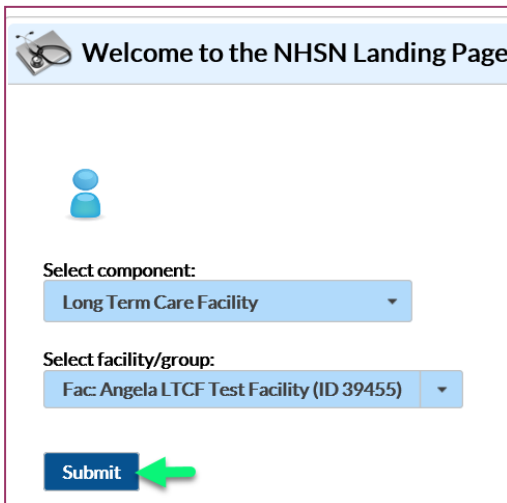 Welcome to the NHSN Landing Page
Select component:
Long Term Care Facility
Select facility/group:
Fac: Angela LTCF Test Facility (ID 39455)
Submit